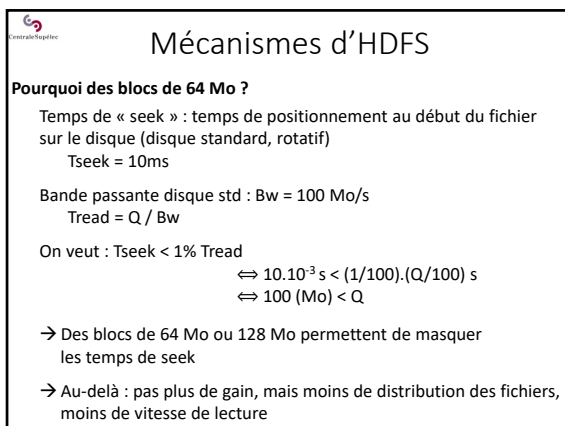 CentraleSupélec
Mécanismes d’HDFS
Pourquoi des blocs de 64 Mo ?
Temps de « seek » : temps de positionnement au début du fichier
sur le disque (disque standard, rotatif)
Tseek = 10ms
Bande passante disque std : Bw = 100 Mo/s
Tread = Q / Bw
On veut : Tseek < 1% Tread
⇔ 10.10⁻³ s < (1/100).(Q/100) s
⇔ 100 (Mo) < Q
→ Des blocs de 64 Mo ou 128 Mo permettent de masquer
les temps de seek
→ Au-delà : pas plus de gain, mais moins de distribution des fichiers,
moins de vitesse de lecture